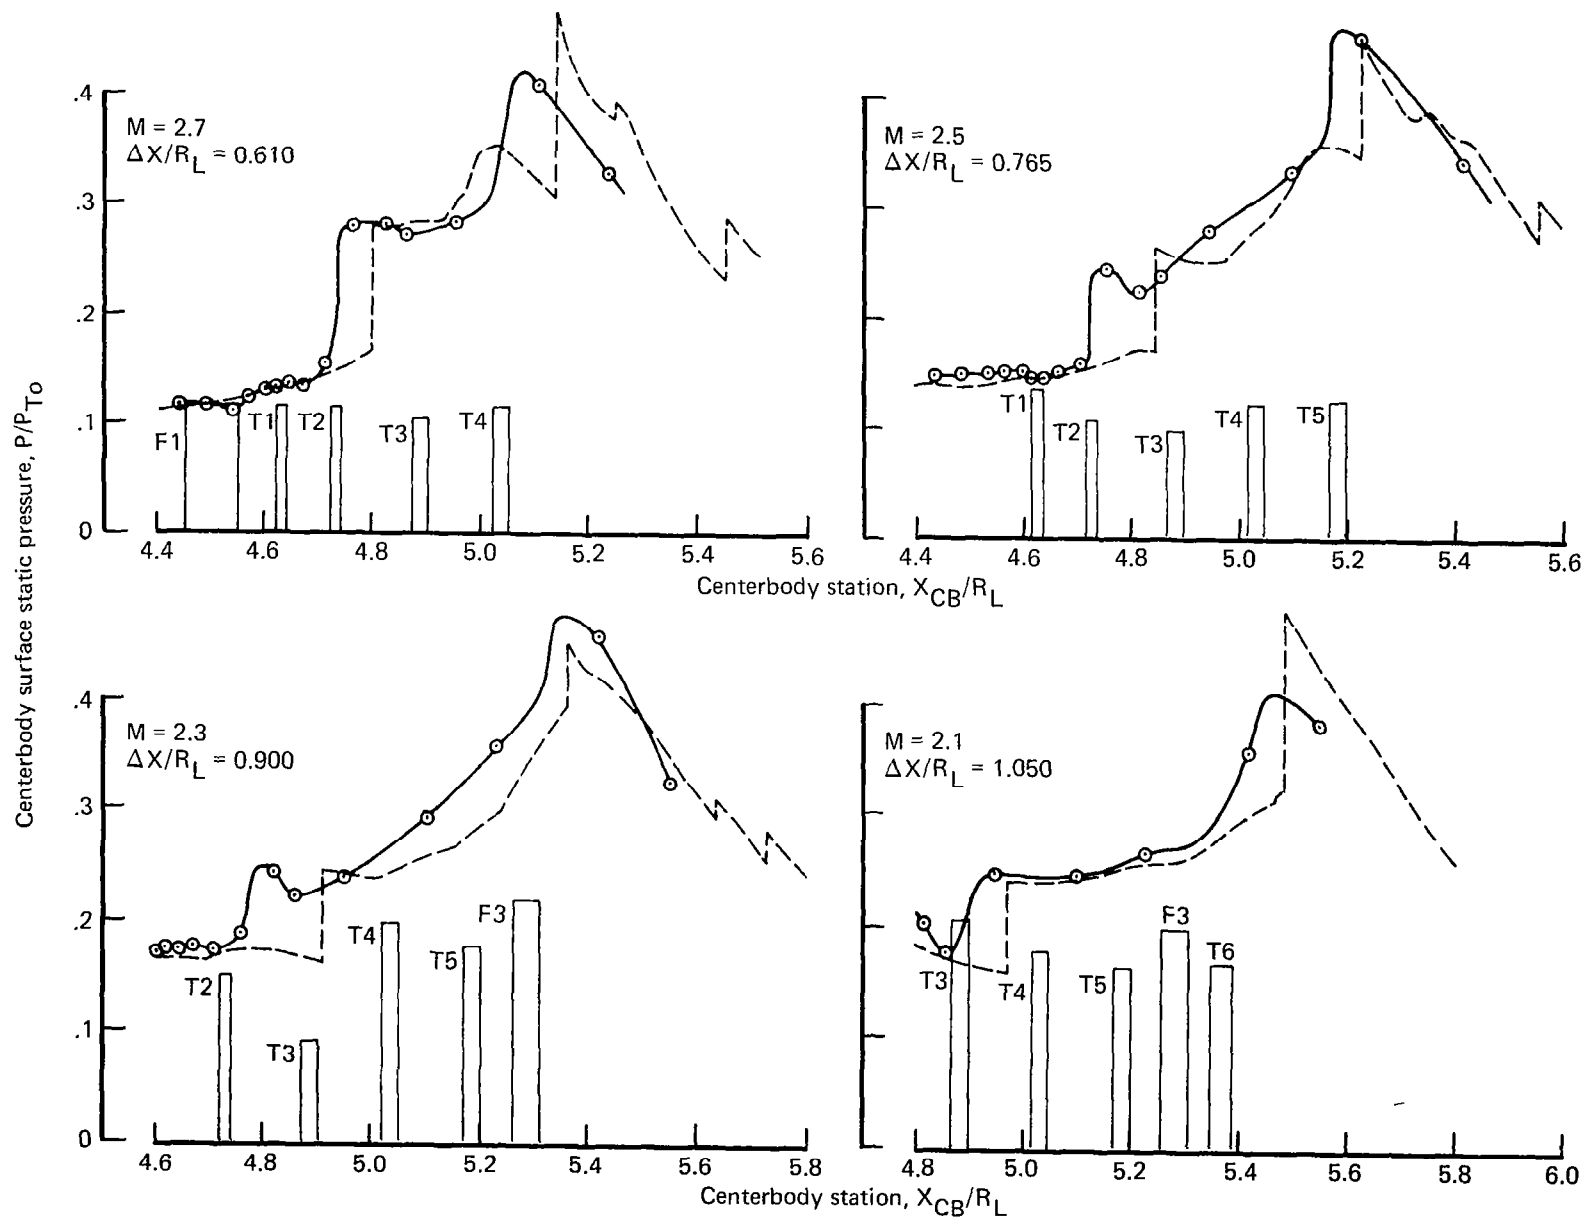 .4
M = 2.7
ΔX/R_L = 0.610
.3
.2
.1
0
F1
T1
T2
T3
T4
4.4 4.6 4.8 5.0 5.2 5.4 5.6
M = 2.5
ΔX/R_L = 0.765
T1
T2
T3
T4
T5
4.4 4.6 4.8 5.0 5.2 5.4 5.6
Centerbody station, X_CB/R_L
Centerbody surface static pressure, P/P_To
.4
M = 2.3
ΔX/R_L = 0.900
.3
.2
.1
0
T2
T3
T4
T5
F3
4.6 4.8 5.0 5.2 5.4 5.6 5.8
M = 2.1
ΔX/R_L = 1.050
T3
T4
T5
F3
T6
4.8 5.0 5.2 5.4 5.6 5.8 6.0
Centerbody station, X_CB/R_L